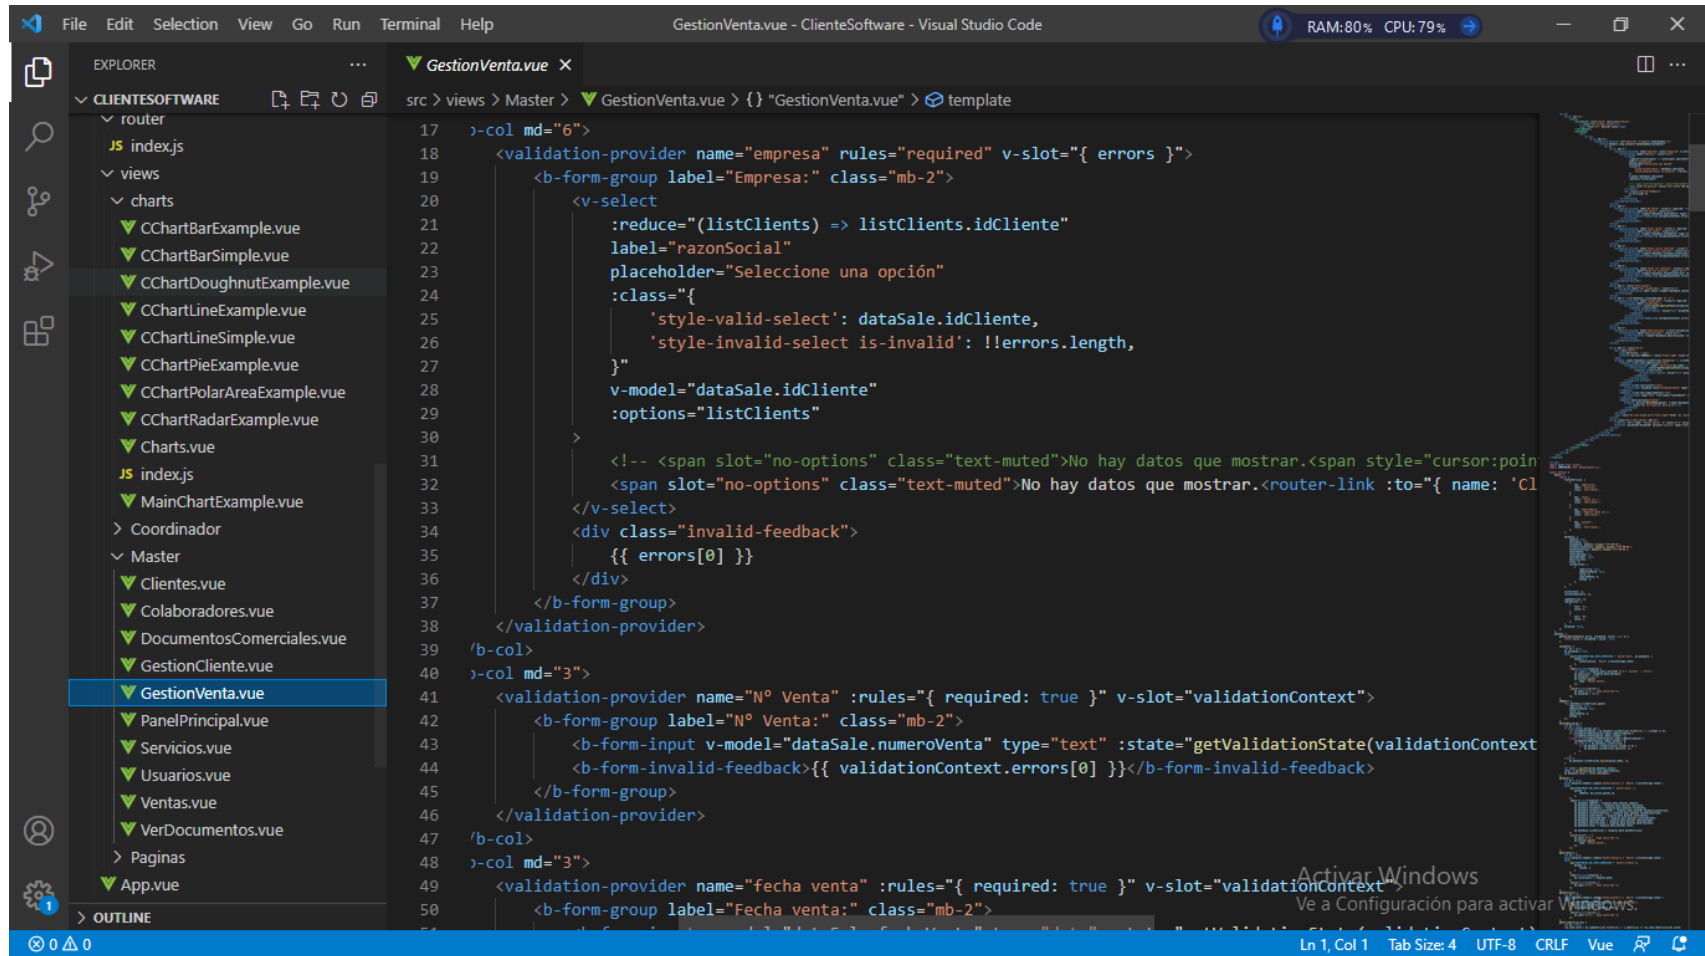 File Edit Selection View Go Run Terminal Help
GestionVenta.vue - ClienteSoftware - Visual Studio Code
RAM:80% CPU:79%
EXPLORER
CLIENTESOFTWARE
router
JS index.js
views
charts
CChartBarExample.vue
CChartBarSimple.vue
CChartDoughnutExample.vue
CChartLineExample.vue
CChartLineSimple.vue
CChartPieExample.vue
CChartPolarAreaExample.vue
CChartRadarExample.vue
Charts.vue
JS index.js
MainChartExample.vue
Coordinador
Master
Clientes.vue
Colaboradores.vue
DocumentosComerciales.vue
GestionCliente.vue
GestionVenta.vue
PanelPrincipal.vue
Servicios.vue
Usuarios.vue
Ventas.vue
VerDocumentos.vue
Paginas
App.vue
OUTLINE
1
GestionVenta.vue
src > views > Master > GestionVenta.vue > {} "GestionVenta.vue" > template
17 b-col md="6">
18 <validation-provider name="empresa" rules="required" v-slot="{ errors }">
19 <b-form-group label="Empresa:" class="mb-2">
20 <v-select
21 :reduce="(listClients) => listClients.idCliente"
22 label="razonSocial"
23 placeholder="Seleccione una opción"
24 :class="{
25 'style-valid-select': dataSale.idCliente,
26 'style-invalid-select is-invalid': !!errors.length,
27 }"
28 v-model="dataSale.idCliente"
29 :options="listClients"
30 >
31 <!-- <span slot="no-options" class="text-muted">No hay datos que mostrar.<span style="cursor:poin
32 <span slot="no-options" class="text-muted">No hay datos que mostrar.<router-link :to="{ name: 'Cl
33 </v-select>
34 <div class="invalid-feedback">
35 {{ errors[0] }}
36 </div>
37 </b-form-group>
38 </validation-provider>
39 /b-col>
40 b-col md="3">
41 <validation-provider name="Nº Venta" :rules="{ required: true }" v-slot="validationContext">
42 <b-form-group label="Nº Venta:" class="mb-2">
43 <b-form-input v-model="dataSale.numeroVenta" type="text" :state="getValidationState(validationContext
44 <b-form-invalid-feedback>{{ validationContext.errors[0] }}</b-form-invalid-feedback>
45 </b-form-group>
46 </validation-provider>
47 /b-col>
48 b-col md="3">
49 <validation-provider name="fecha venta" :rules="{ required: true }" v-slot="validationContext">
50 <b-form-group label="Fecha venta:" class="mb-2">
Activar Windows
Ve a Configuración para activar Windows.
0 0
Ln 1, Col 1 Tab Size: 4 UTF-8 CRLF Vue